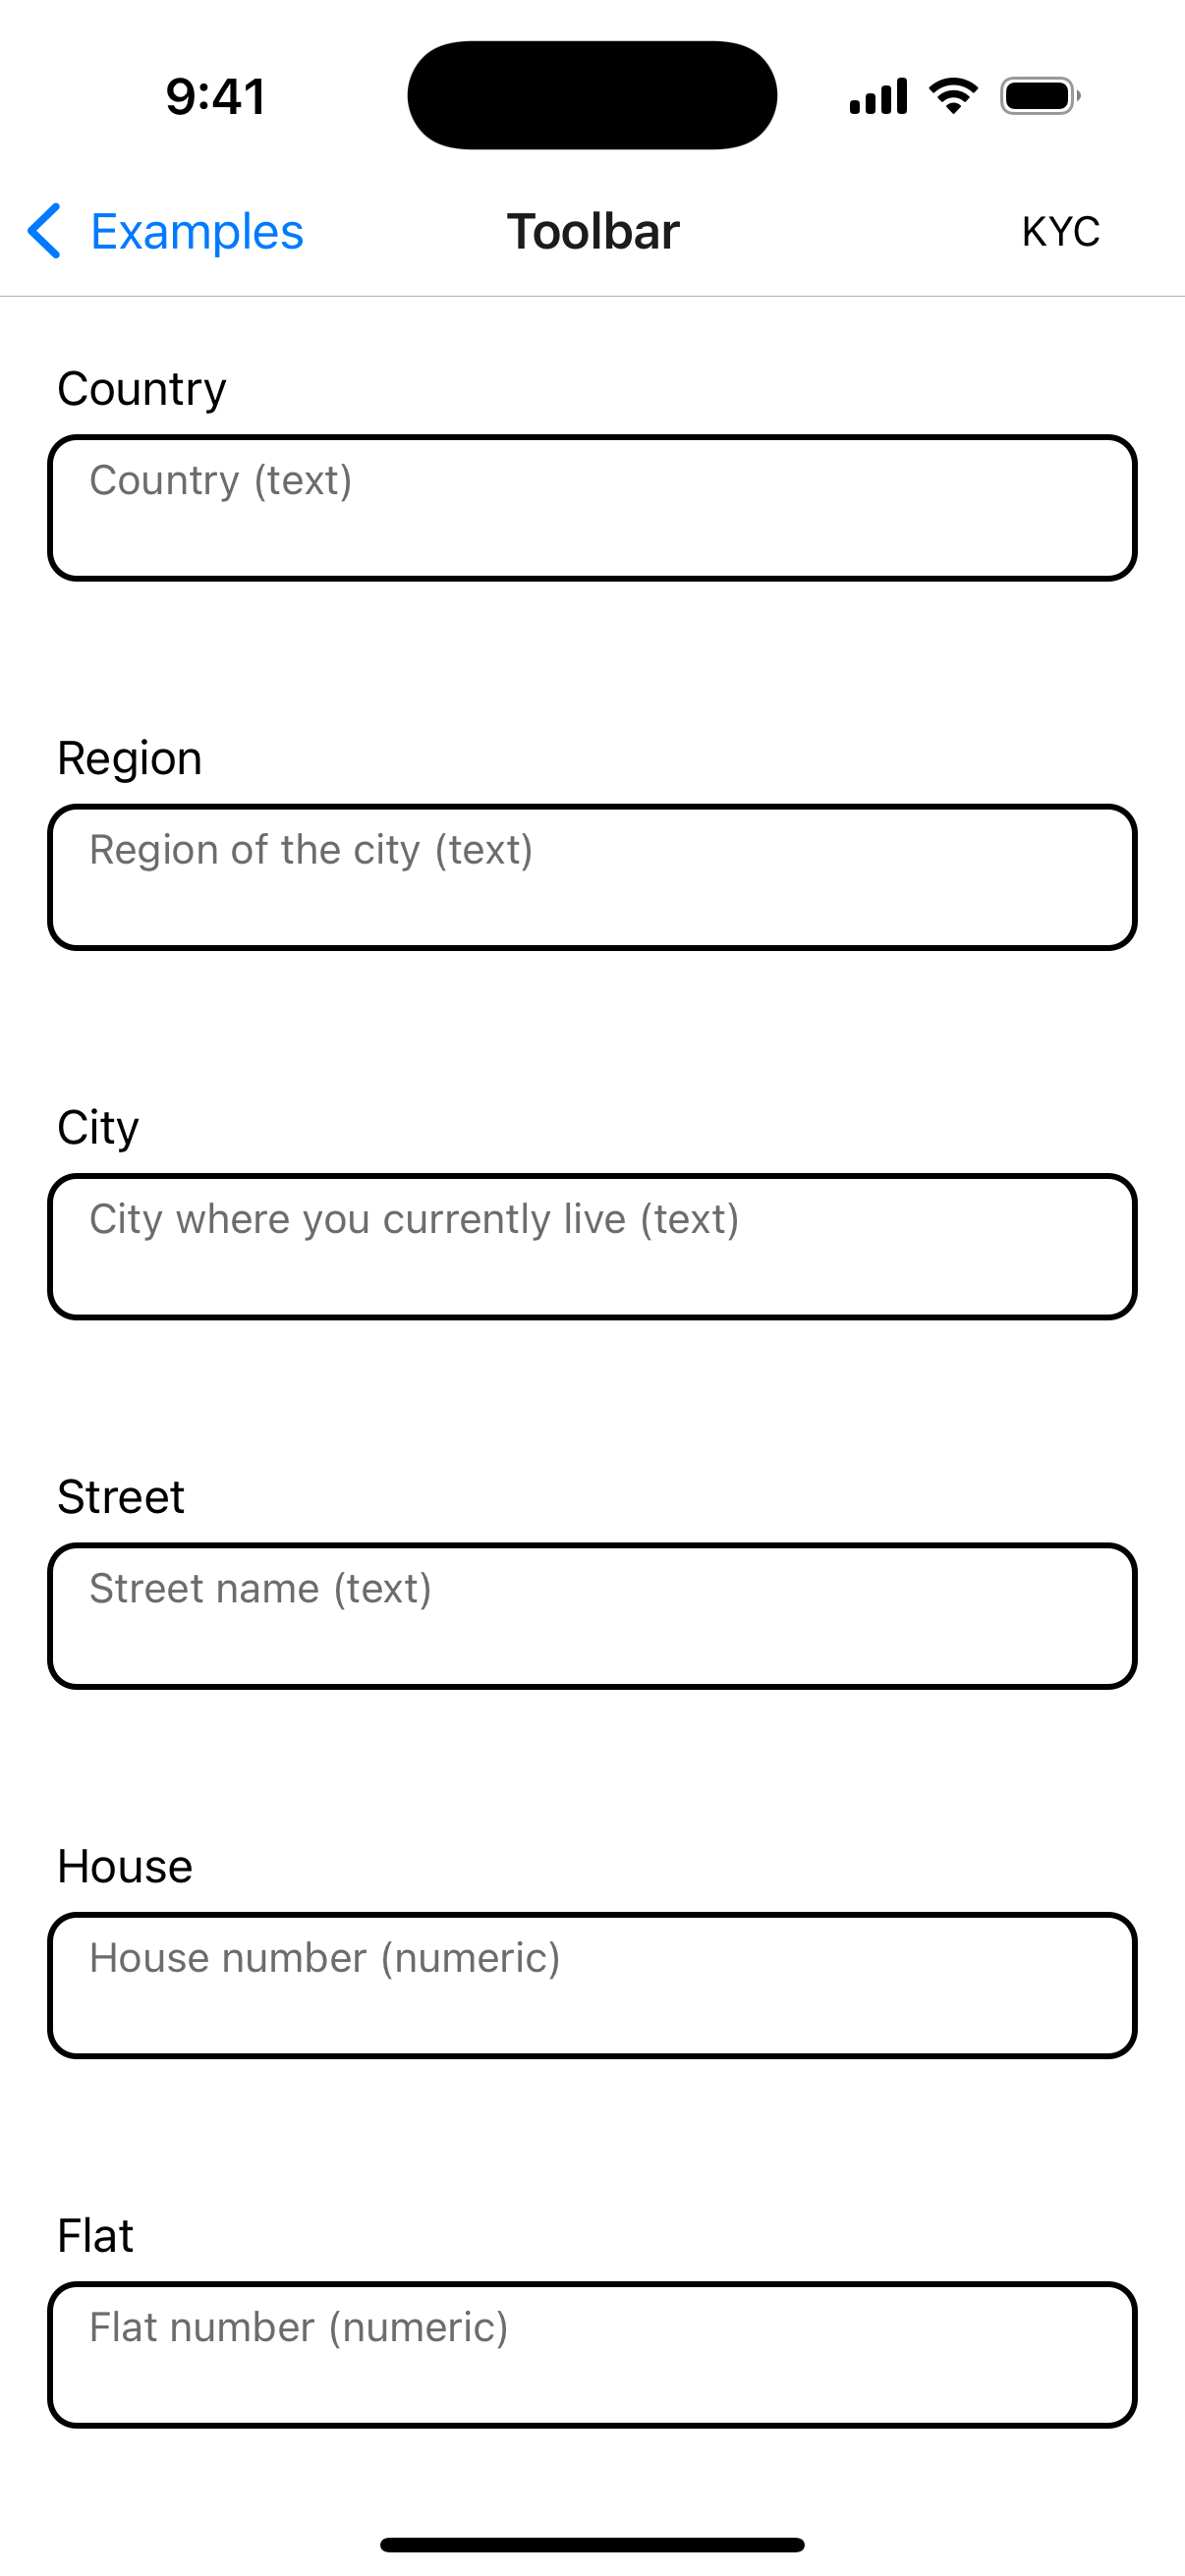 9:41
Examples
Toolbar
KYC
Country
Country (text)
Region
Region of the city (text)
City
City where you currently live (text)
Street
Street name (text)
House
House number (numeric)
Flat
Flat number (numeric)